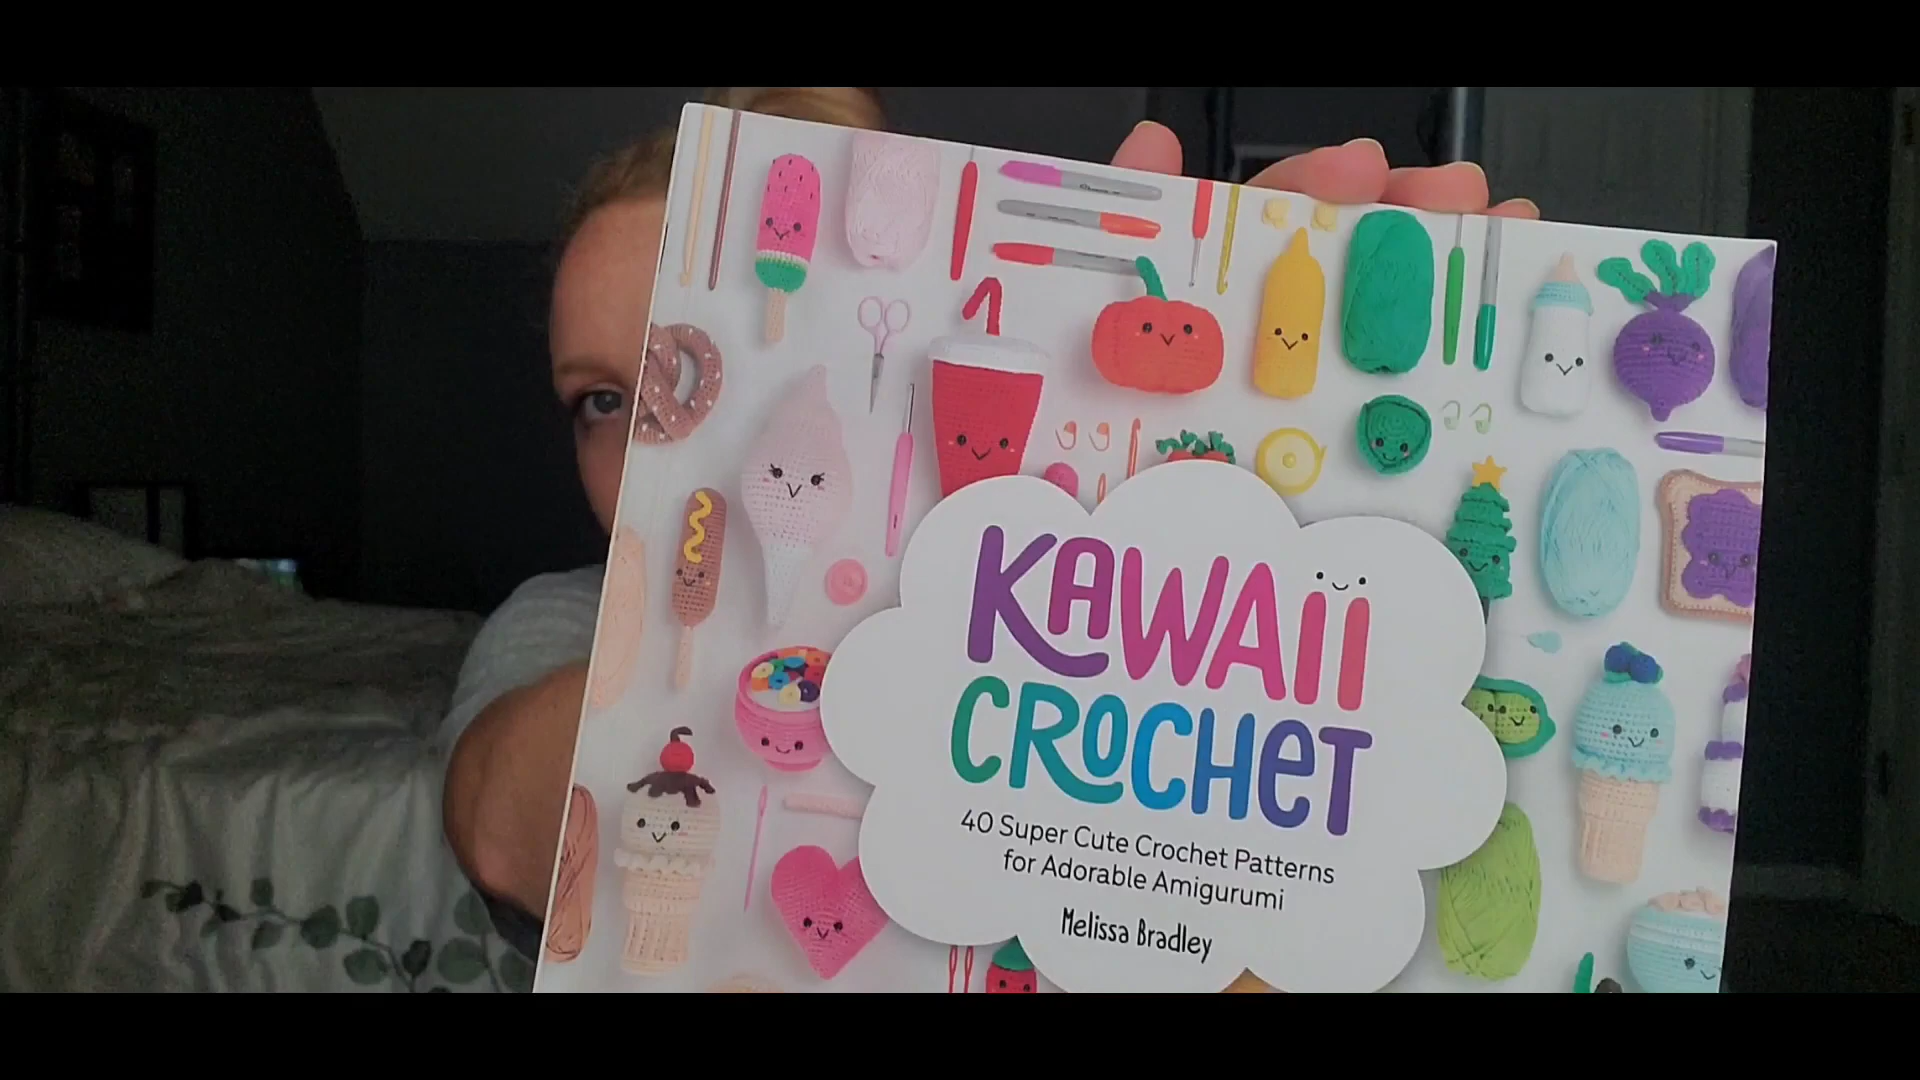 KAWAii
CROCHET
40 Super Cute Crochet Patterns
for Adorable Amigurumi
Melissa Bradley